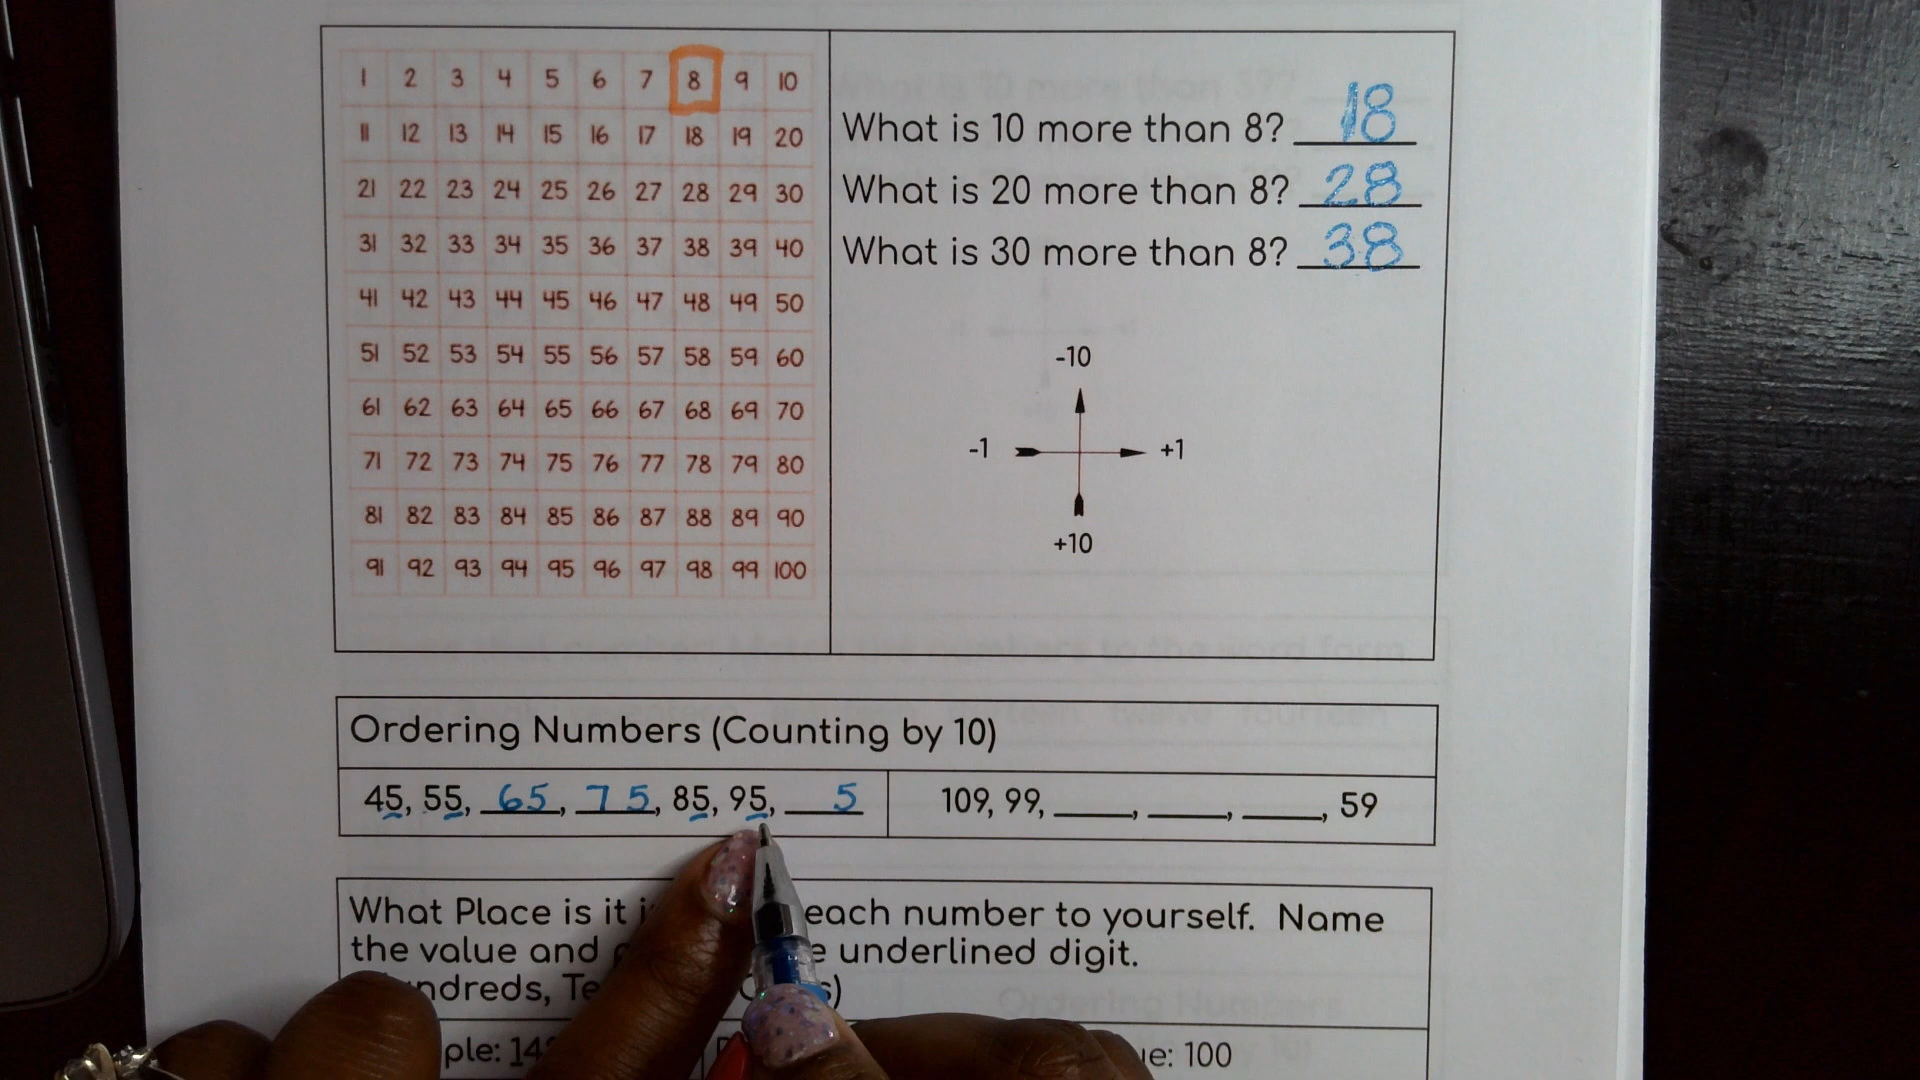 1 2 3 4 5 6 7 8 9 10
11 12 13 14 15 16 17 18 19 20
21 22 23 24 25 26 27 28 29 30
31 32 33 34 35 36 37 38 39 40
41 42 43 44 45 46 47 48 49 50
51 52 53 54 55 56 57 58 59 60
61 62 63 64 65 66 67 68 69 70
71 72 73 74 75 76 77 78 79 80
81 82 83 84 85 86 87 88 89 90
91 92 93 94 95 96 97 98 99 100
What is 10 more than 8? 18
What is 20 more than 8? 28
What is 30 more than 8? 38
-10
-1 +1
+10
Ordering Numbers (Counting by 10)
45, 55, 65, 75, 85, 95, 5
109, 99, ____, ____, ____, 59
What Place is it each number to yourself. Name
the value and underlined digit.
100